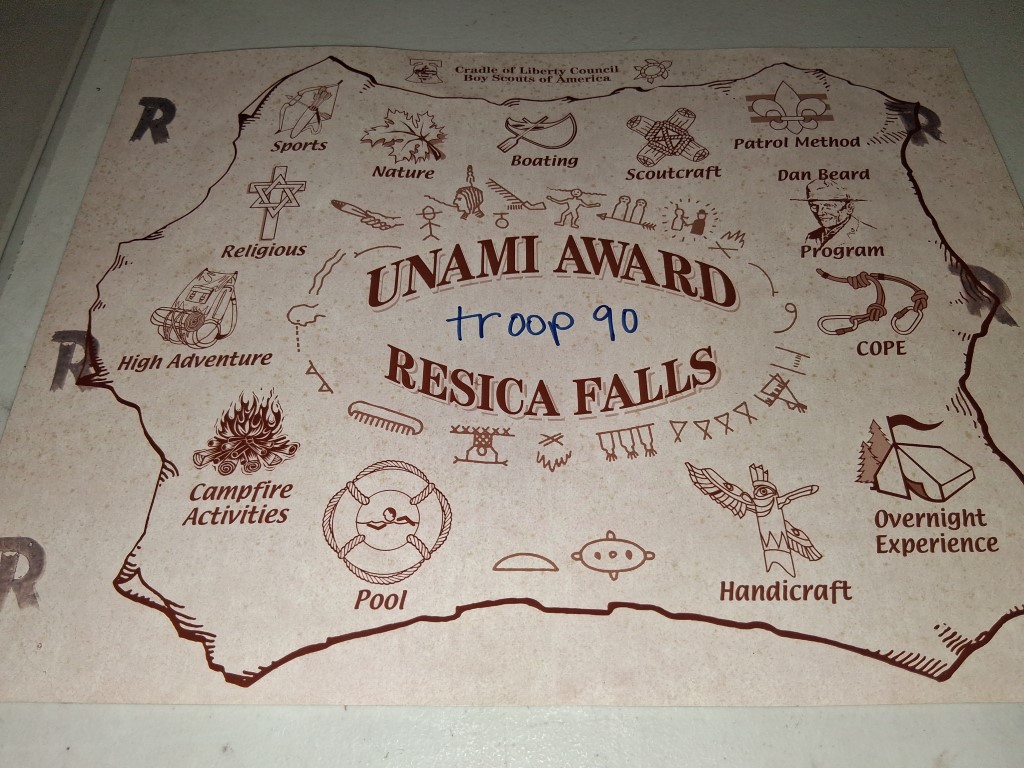 Cradle of Liberty Council
Boy Scouts of America
R
R
Sports
Nature
Boating
Scoutcraft
Patrol Method
Dan Beard
Program
Religious
UNAMI AWARD
troop 90
RESICA FALLS
R
R
High Adventure
COPE
Campfire
Activities
Pool
Handicraft
Overnight
Experience
R